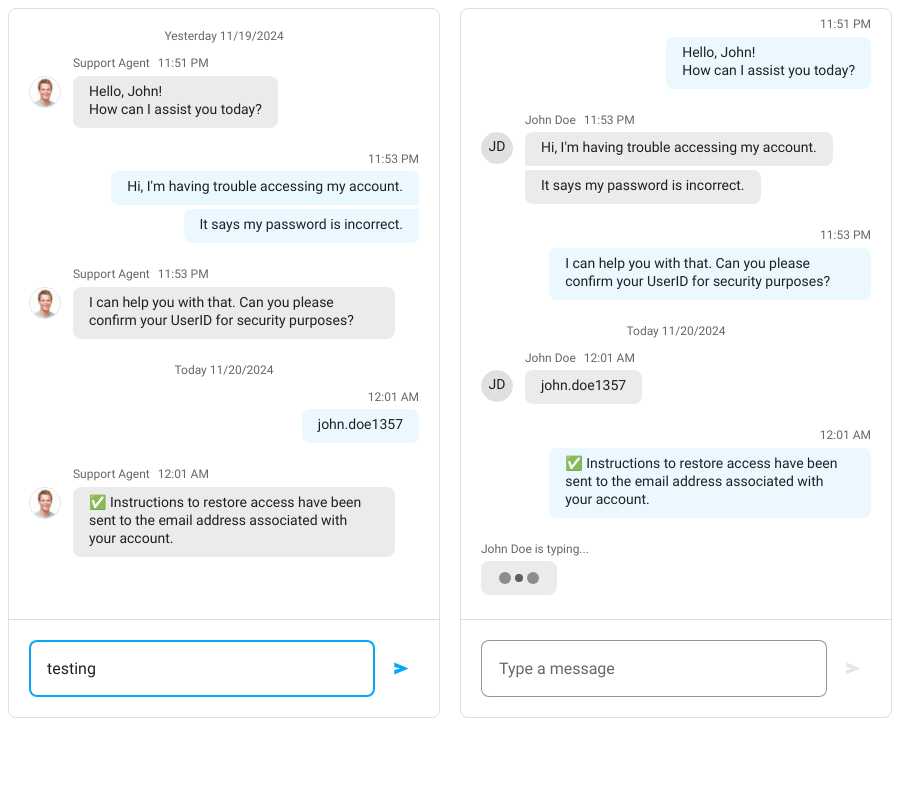 Yesterday 11/19/2024
Support Agent 11:51 PM
Hello, John!
How can I assist you today?
11:53 PM
Hi, I'm having trouble accessing my account.
It says my password is incorrect.
Support Agent 11:53 PM
I can help you with that. Can you please
confirm your UserID for security purposes?
Today 11/20/2024
12:01 AM
john.doe1357
Support Agent 12:01 AM
✅ Instructions to restore access have been
sent to the email address associated with
your account.
testing
11:51 PM
Hello, John!
How can I assist you today?
John Doe 11:53 PM
JD
Hi, I'm having trouble accessing my account.
It says my password is incorrect.
11:53 PM
I can help you with that. Can you please
confirm your UserID for security purposes?
Today 11/20/2024
John Doe 12:01 AM
JD
john.doe1357
12:01 AM
✅ Instructions to restore access have been
sent to the email address associated with
your account.
John Doe is typing...
Type a message